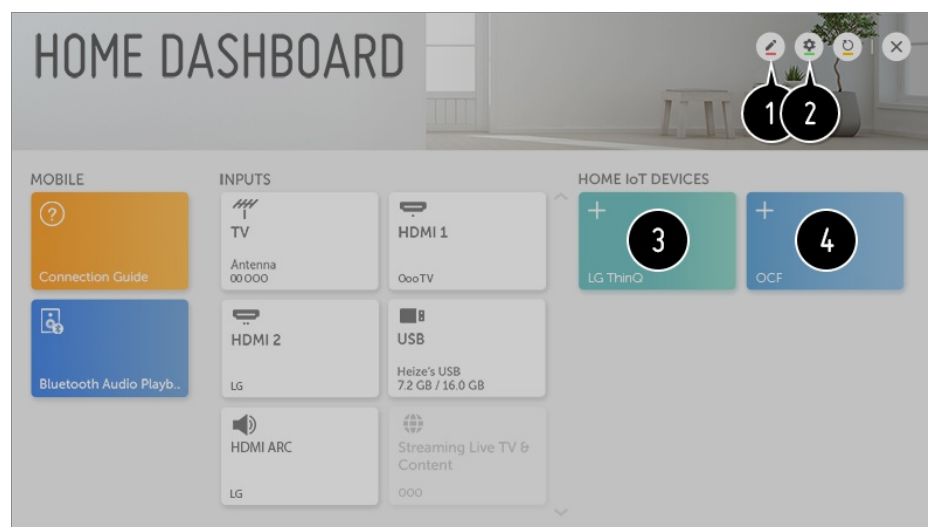 HOME DASHBOARD
1
2
MOBILE
INPUTS
HOME IoT DEVICES
?
Connection Guide
TV
Antenna
00 000
HDMI 1
OooTV
3
LG ThinQ
4
OCF
Bluetooth Audio Playb..
HDMI 2
LG
USB
Heize's USB
7.2 GB / 16.0 GB
HDMI ARC
LG
Streaming Live TV &
Content
OOO